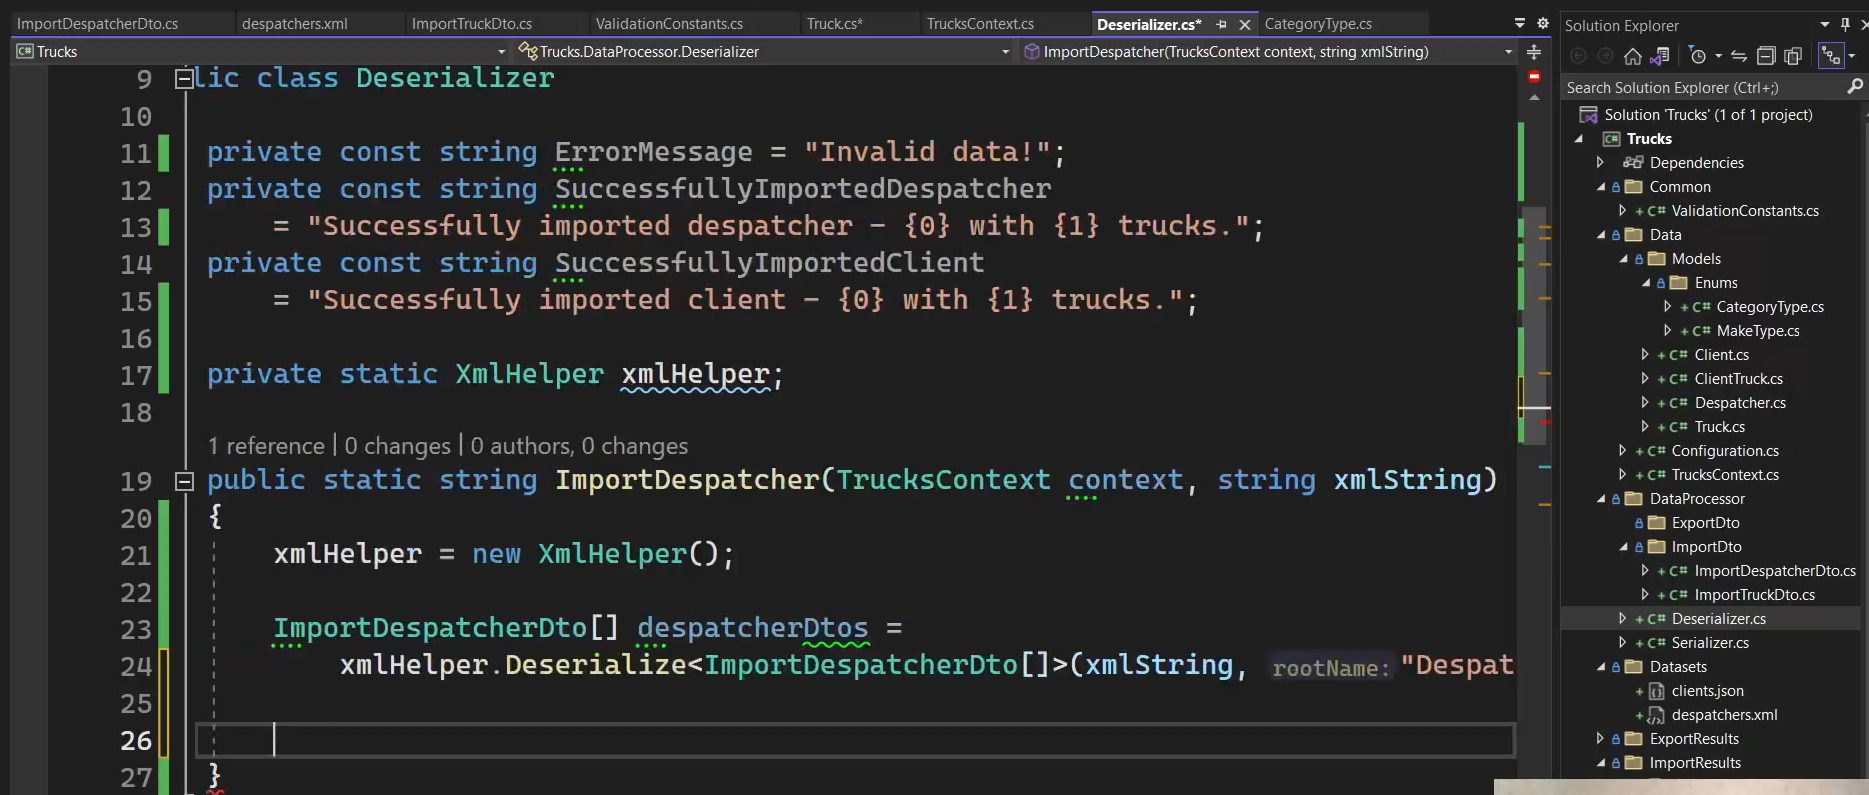 ImportDespatcherDto.cs despatchers.xml ImportTruckDto.cs ValidationConstants.cs Truck.cs* TrucksContext.cs Deserializer.cs* CategoryType.cs
Trucks Trucks.DataProcessor.Deserializer ImportDespatcher(TrucksContext context, string xmlString)
9 lic class Deserializer
10
11 private const string ErrorMessage = "Invalid data!";
12 private const string SuccessfullyImportedDespatcher
13 = "Successfully imported despatcher - {0} with {1} trucks.";
14 private const string SuccessfullyImportedClient
15 = "Successfully imported client - {0} with {1} trucks.";
16
17 private static XmlHelper xmlHelper;
18
1 reference | 0 changes | 0 authors, 0 changes
19 public static string ImportDespatcher(TrucksContext context, string xmlString)
20 {
21 xmlHelper = new XmlHelper();
22
23 ImportDespatcherDto[] despatcherDtos =
24 xmlHelper.Deserialize<ImportDespatcherDto[]>(xmlString, rootName: "Despat
25
26
27 }
Solution Explorer
Search Solution Explorer (Ctrl+;)
Solution 'Trucks' (1 of 1 project)
Trucks
Dependencies
Common
ValidationConstants.cs
Data
Models
Enums
CategoryType.cs
MakeType.cs
Client.cs
ClientTruck.cs
Despatcher.cs
Truck.cs
Configuration.cs
TrucksContext.cs
DataProcessor
ExportDto
ImportDto
ImportDespatcherDto.cs
ImportTruckDto.cs
Deserializer.cs
Serializer.cs
Datasets
clients.json
despatchers.xml
ExportResults
ImportResults